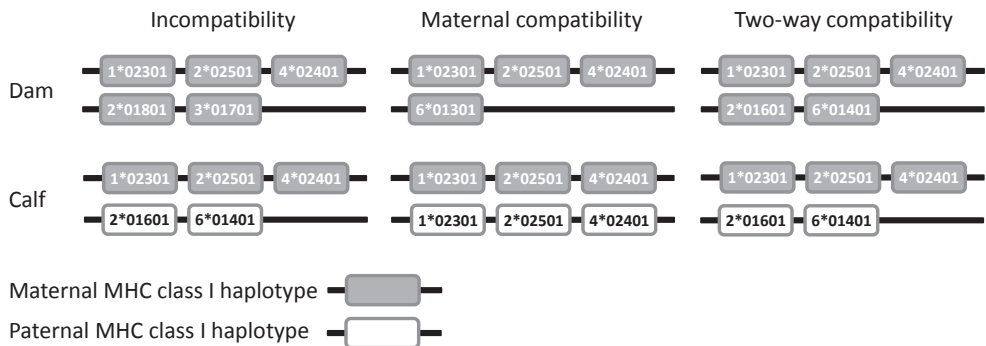 Incompatibility Maternal compatibility Two-way compatibility
Dam
1*02301 2*02501 4*02401 1*02301 2*02501 4*02401 1*02301 2*02501 4*02401
2*01801 3*01701 6*01301 2*01601 6*01401
Calf
1*02301 2*02501 4*02401 1*02301 2*02501 4*02401 1*02301 2*02501 4*02401
2*01601 6*01401 1*02301 2*02501 4*02401 2*01601 6*01401
Maternal MHC class I haplotype
Paternal MHC class I haplotype